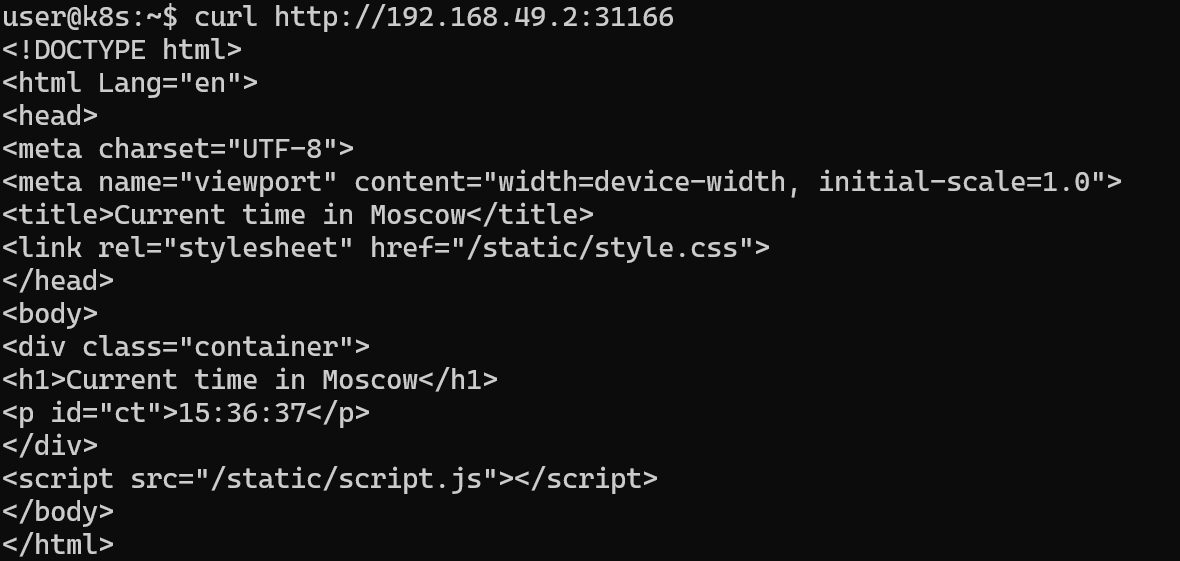 user@k8s:~$ curl http://192.168.49.2:31166
<!DOCTYPE html>
<html Lang="en">
<head>
<meta charset="UTF-8">
<meta name="viewport" content="width=device-width, initial-scale=1.0">
<title>Current time in Moscow</title>
<link rel="stylesheet" href="/static/style.css">
</head>
<body>
<div class="container">
<h1>Current time in Moscow</h1>
<p id="ct">15:36:37</p>
</div>
<script src="/static/script.js"></script>
</body>
</html>